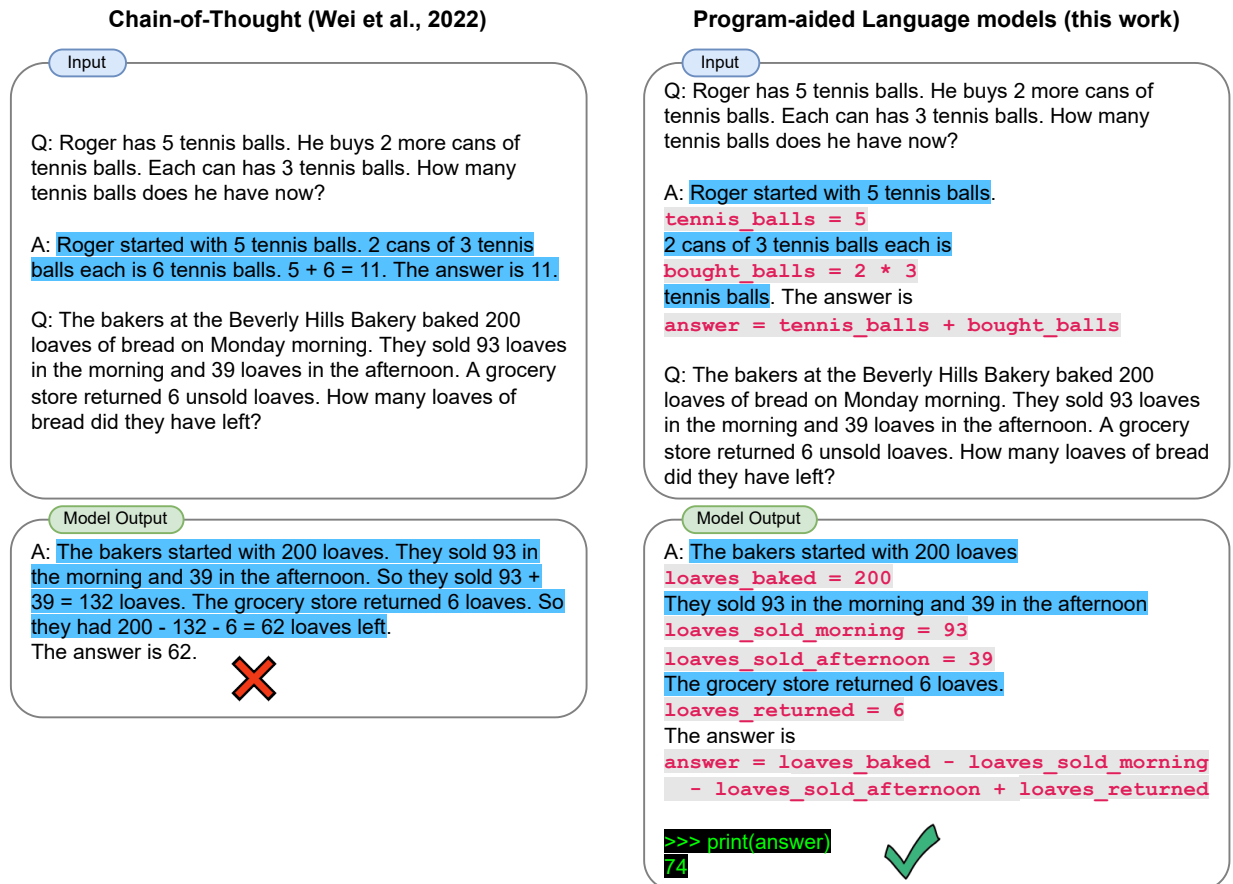 Chain-of-Thought (Wei et al., 2022)
Input
Q: Roger has 5 tennis balls. He buys 2 more cans of
tennis balls. Each can has 3 tennis balls. How many
tennis balls does he have now?
A: Roger started with 5 tennis balls. 2 cans of 3 tennis
balls each is 6 tennis balls. 5 + 6 = 11. The answer is 11.
Q: The bakers at the Beverly Hills Bakery baked 200
loaves of bread on Monday morning. They sold 93 loaves
in the morning and 39 loaves in the afternoon. A grocery
store returned 6 unsold loaves. How many loaves of
bread did they have left?
Model Output
A: The bakers started with 200 loaves. They sold 93 in
the morning and 39 in the afternoon. So they sold 93 +
39 = 132 loaves. The grocery store returned 6 loaves. So
they had 200 - 132 - 6 = 62 loaves left.
The answer is 62.
Program-aided Language models (this work)
Input
Q: Roger has 5 tennis balls. He buys 2 more cans of
tennis balls. Each can has 3 tennis balls. How many
tennis balls does he have now?
A: Roger started with 5 tennis balls.
tennis_balls = 5
2 cans of 3 tennis balls each is
bought_balls = 2 * 3
tennis balls. The answer is
answer = tennis_balls + bought_balls
Q: The bakers at the Beverly Hills Bakery baked 200
loaves of bread on Monday morning. They sold 93 loaves
in the morning and 39 loaves in the afternoon. A grocery
store returned 6 unsold loaves. How many loaves of bread
did they have left?
Model Output
A: The bakers started with 200 loaves
loaves_baked = 200
They sold 93 in the morning and 39 in the afternoon
loaves_sold_morning = 93
loaves_sold_afternoon = 39
The grocery store returned 6 loaves.
loaves_returned = 6
The answer is
answer = loaves_baked - loaves_sold_morning
- loaves_sold_afternoon + loaves_returned
>>> print(answer)
74